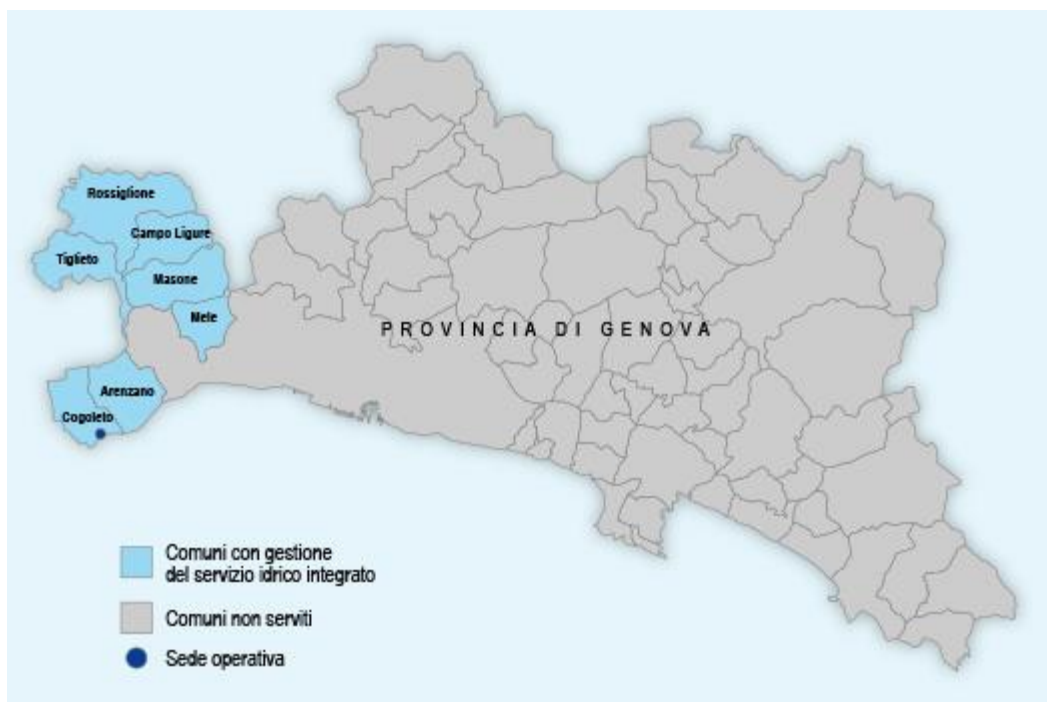 Rossiglione
Campo Ligure
Tiglieto
Masone
Mele
PROVINCIA DI GENOVA
Arenzano
Cogoleto
Comuni con gestione
del servizio idrico integrato
Comuni non serviti
Sede operativa